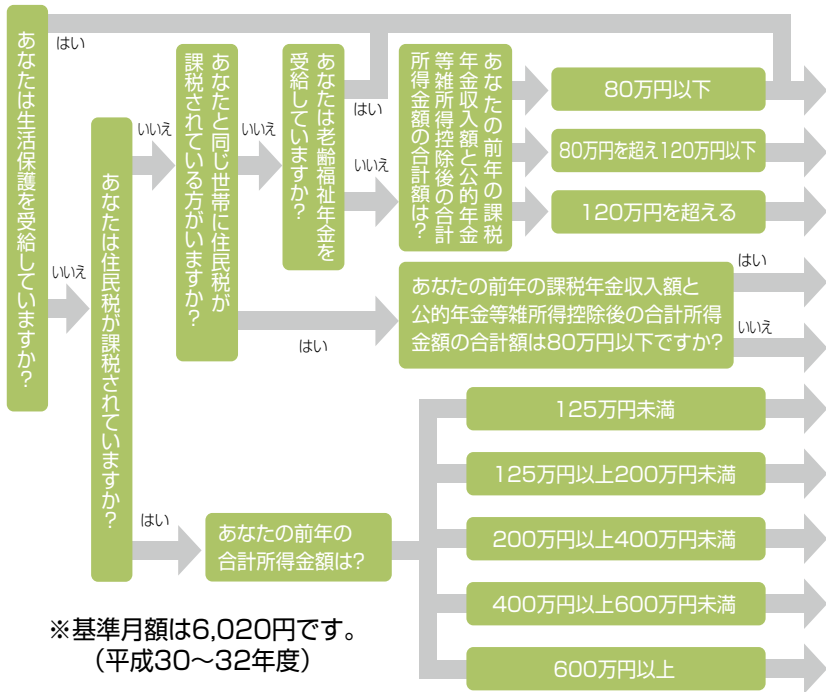 あなたは生活保護を受給していますか？
はい
いいえ
あなたは住民税が課税されていますか？
いいえ
はい
あなたと同じ世帯に住民税が
課税されている方がいますか？
いいえ
はい
あなたは老齢福祉年金を
受給していますか？
はい
いいえ
あなたの前年の課税
年金収入額と公的年金
等雑所得控除後の合計
所得金額の合計額は？
80万円以下
80万円を超え120万円以下
120万円を超える
あなたの前年の課税年金収入額と
公的年金等雑所得控除後の合計所得
金額の合計額は80万円以下ですか？
はい
いいえ
あなたの前年の
合計所得金額は？
125万円未満
125万円以上200万円未満
200万円以上400万円未満
400万円以上600万円未満
600万円以上
※基準月額は6,020円です。
（平成30〜32年度）